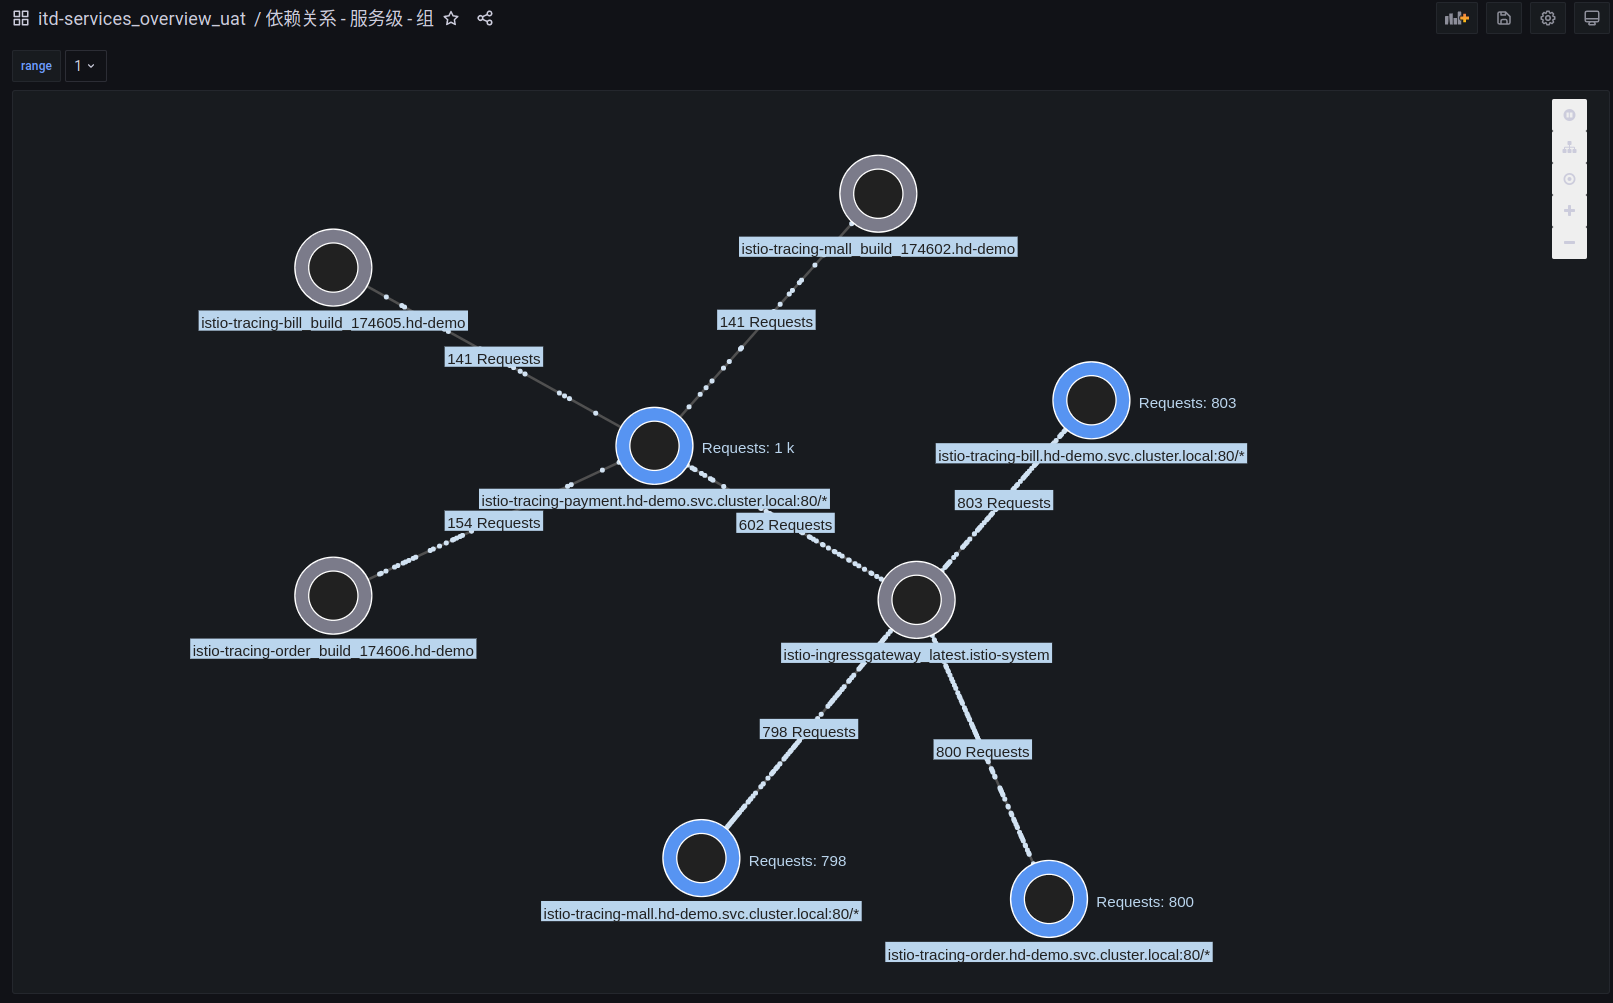 itd-services_overview_uat / 依赖关系 - 服务级 - 组
range 1
istio-tracing-mall_build_174602.hd-demo
istio-tracing-bill_build_174605.hd-demo
141 Requests
141 Requests
Requests: 803
Requests: 1 k
istio-tracing-bill.hd-demo.svc.cluster.local:80/*
istio-tracing-payment.hd-demo.svc.cluster.local:80/*
803 Requests
154 Requests
602 Requests
istio-tracing-order_build_174606.hd-demo
istio-ingressgateway_latest.istio-system
798 Requests
800 Requests
Requests: 798
istio-tracing-mall.hd-demo.svc.cluster.local:80/*
Requests: 800
istio-tracing-order.hd-demo.svc.cluster.local:80/*